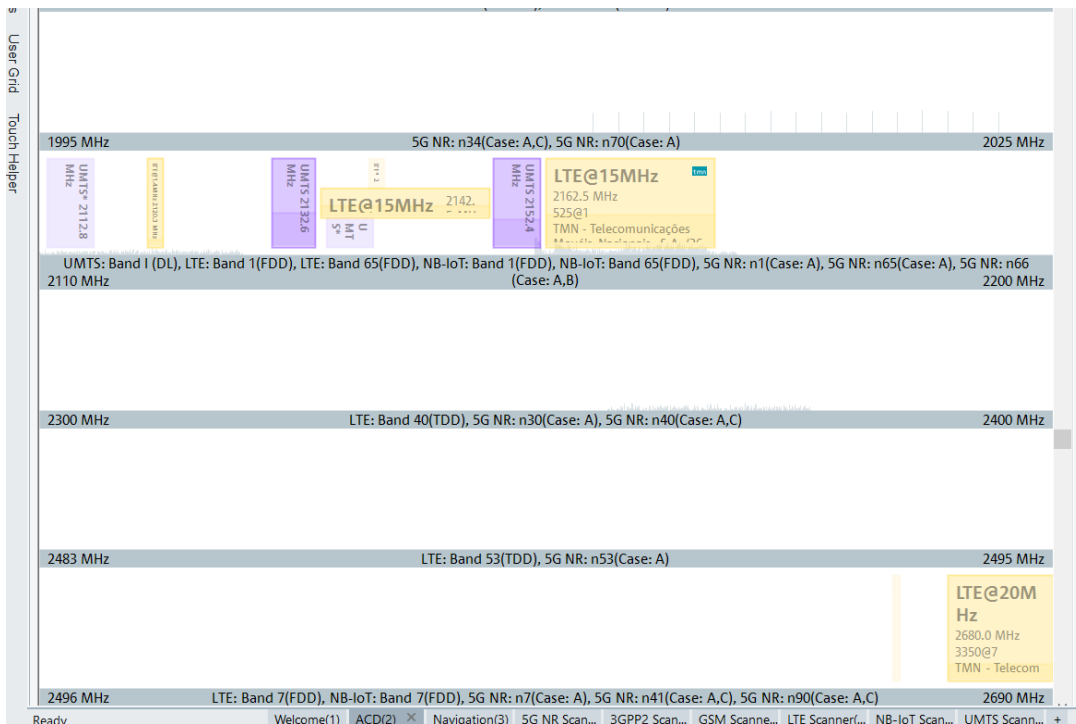 User Grid
Touch Helper
1995 MHz 5G NR: n34(Case: A,C), 5G NR: n70(Case: A) 2025 MHz
UMTS* 2112.8
MHz
UMTS 2132.6
MHz
LTE@15MHz 2142.
UMTS 2152.4
MHz
LTE@15MHz tmn
2162.5 MHz
525@1
TMN - Telecomunicações
UMTS: Band I (DL), LTE: Band 1(FDD), LTE: Band 65(FDD), NB-IoT: Band 1(FDD), NB-IoT: Band 65(FDD), 5G NR: n1(Case: A), 5G NR: n65(Case: A), 5G NR: n66
2110 MHz (Case: A,B) 2200 MHz
2300 MHz LTE: Band 40(TDD), 5G NR: n30(Case: A), 5G NR: n40(Case: A,C) 2400 MHz
2483 MHz LTE: Band 53(TDD), 5G NR: n53(Case: A) 2495 MHz
LTE@20M
Hz
2680.0 MHz
3350@7
TMN - Telecom
2496 MHz LTE: Band 7(FDD), NB-IoT: Band 7(FDD), 5G NR: n7(Case: A), 5G NR: n41(Case: A,C), 5G NR: n90(Case: A,C) 2690 MHz
Ready Welcome(1) ACD(2) × Navigation(3) 5G NR Scan... 3GPP2 Scan... GSM Scanne... LTE Scanner(... NB-IoT Scan... UMTS Scann... +